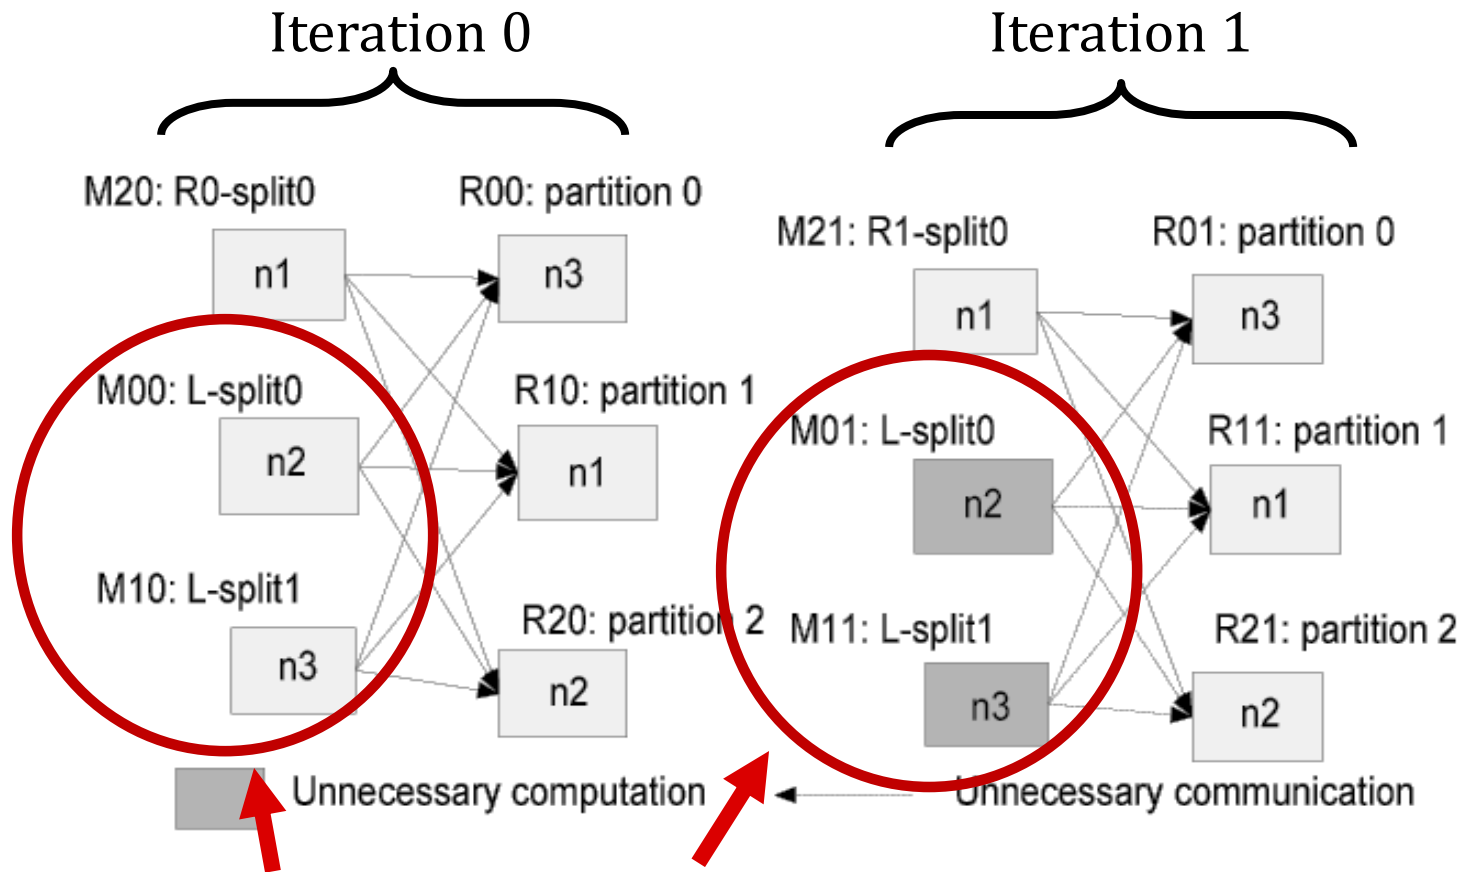 Iteration 0
Iteration 1
M20: R0-split0
R00: partition 0
n1
n3
M00: L-split0
R10: partition 1
n2
n1
M10: L-split1
R20: partition 2
n3
n2
M21: R1-split0
R01: partition 0
n1
n3
M01: L-split0
R11: partition 1
n2
n1
M11: L-split1
R21: partition 2
n3
n2
Unnecessary computation
Unnecessary communication